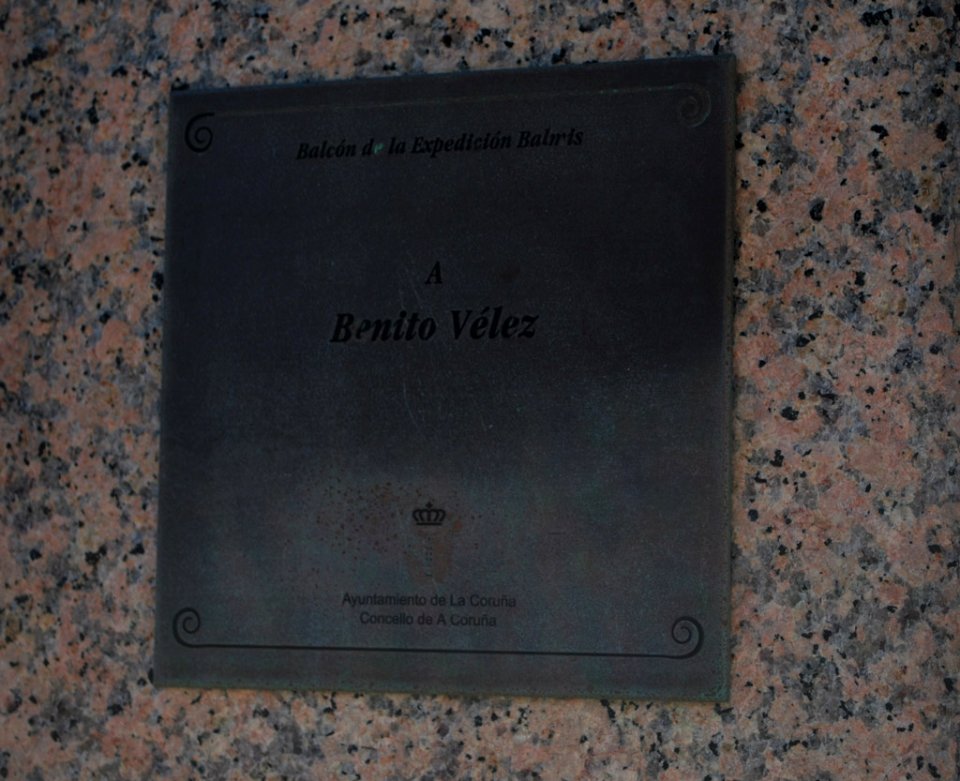 Balcón de la Expedición Balmis
A
Benito Vélez
Ayuntamiento de La Coruña
Concello de A Coruña